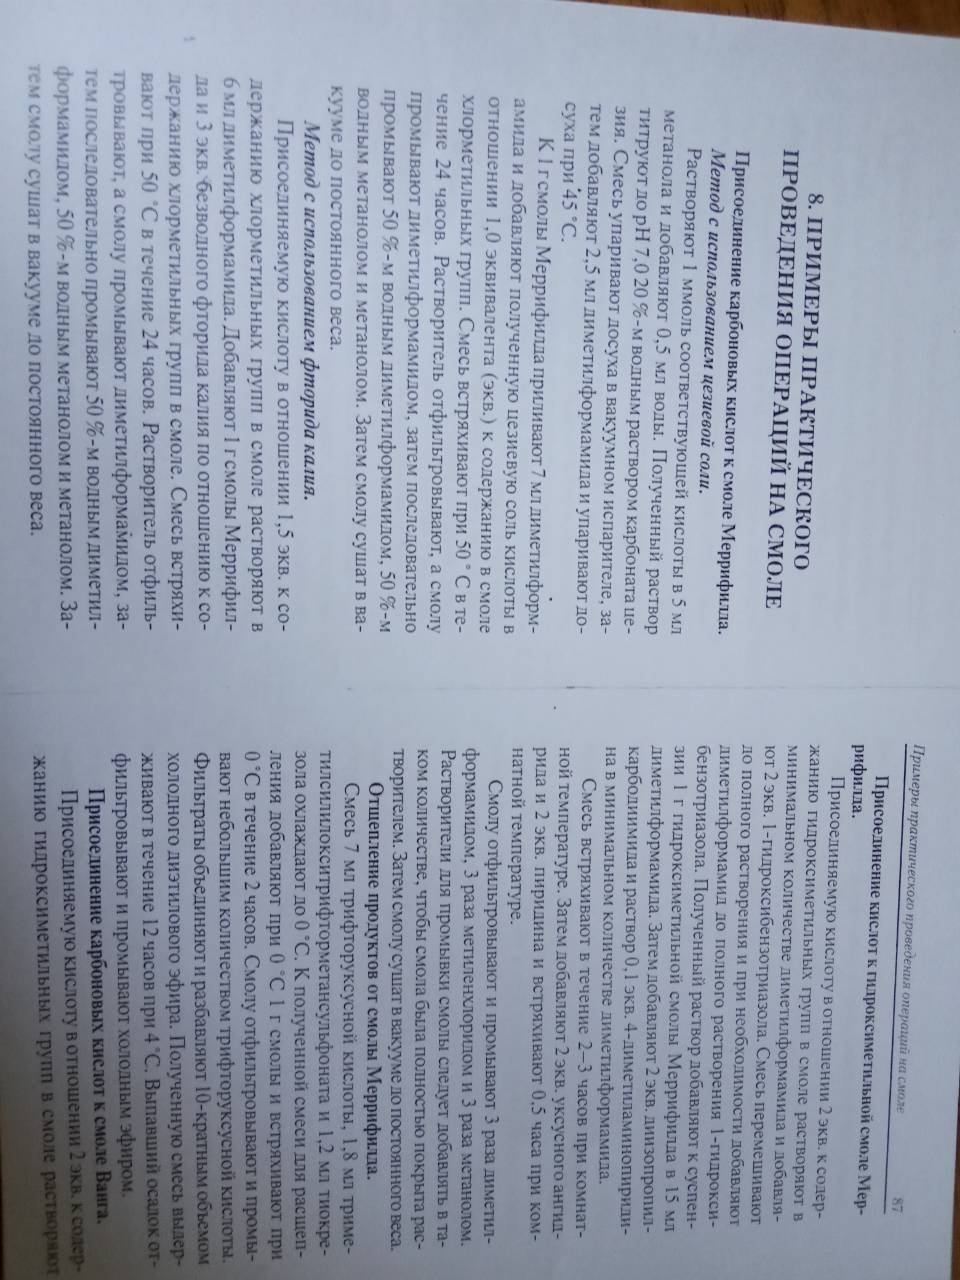 8. ПРИМЕРЫ ПРАКТИЧЕСКОГО
ПРОВЕДЕНИЯ ОПЕРАЦИЙ НА СМОЛЕ
Присоединение карбоновых кислот к смоле Меррифилда.
Метод с использованием цезиевой соли.
Растворяют 1 ммоль соответствующей кислоты в 5 мл
метанола и добавляют 0,5 мл воды. Полученный раствор
титруют до pH 7,0 20 %-м водным раствором карбоната це-
зия. Смесь упаривают досуха в вакуумном испарителе, за-
тем добавляют 2,5 мл диметилформамида и упаривают до-
суха при 45 °С.
К 1 г смолы Меррифилда приливают 7 мл диметилформ-
амида и добавляют полученную цезиевую соль кислоты в
отношении 1,0 эквивалента (экв.) к содержанию в смоле
хлорметильных групп. Смесь встряхивают при 50 °С в те-
чение 24 часов. Растворитель отфильтровывают, а смолу
промывают диметилформамидом, затем последовательно
промывают 50 %-м водным диметилформамидом, 50 %-м
водным метанолом и метанолом. Затем смолу сушат в ва-
кууме до постоянного веса.
Метод с использованием фторида калия.
Присоединяемую кислоту в отношении 1,5 экв. к со-
держанию хлорметильных групп в смоле растворяют в
6 мл диметилформамида. Добавляют 1 г смолы Меррифил-
да и 3 экв. безводного фторида калия по отношению к со-
держанию хлорметильных групп в смоле. Смесь встряхи-
вают при 50 °С в течение 24 часов. Растворитель отфиль-
тровывают, а смолу промывают диметилформамидом, за-
тем последовательно промывают 50 %-м водным диметил-
формамидом, 50 %-м водным метанолом и метанолом. За-
тем смолу сушат в вакууме до постоянного веса.
Примеры практического проведения операций на смоле 87
Присоединение кислот к гидроксиметильной смоле Мер-
рифилда.
Присоединяемую кислоту в отношении 2 экв. к содер-
жанию гидроксиметильных групп в смоле растворяют в
минимальном количестве диметилформамида и добавля-
ют 2 экв. 1-гидроксибензотриазола. Смесь перемешивают
до полного растворения и при необходимости добавляют
диметилформамид до полного растворения 1-гидрокси-
бензотриазола. Полученный раствор добавляют к суспен-
зии 1 г гидроксиметильной смолы Меррифилда в 15 мл
диметилформамида. Затем добавляют 2 экв. диизопропил-
карбодиимида и раствор 0,1 экв. 4-диметиламинопириди-
на в минимальном количестве диметилформамида.
Смесь встряхивают в течение 2—3 часов при комнат-
ной температуре. Затем добавляют 2 экв. уксусного ангид-
рида и 2 экв. пиридина и встряхивают 0,5 часа при ком-
натной температуре.
Смолу отфильтровывают и промывают 3 раза диметил-
формамидом, 3 раза метиленхлоридом и 3 раза метанолом.
Растворители для промывки смолы следует добавлять в та-
ком количестве, чтобы смола была полностью покрыта рас-
творителем. Затем смолу сушат в вакууме до постоянного веса.
Отщепление продуктов от смолы Меррифилда.
Смесь 7 мл трифторуксусной кислоты, 1,8 мл триме-
тилсилилокситрифторметансульфоната и 1,2 мл тиокре-
зола охлаждают до 0 °С. К полученной смеси для расщеп-
ления добавляют при 0 °С 1 г смолы и встряхивают при
0 °С в течение 2 часов. Смолу отфильтровывают и промы-
вают небольшим количеством трифторуксусной кислоты.
Фильтраты объединяют и разбавляют 10-кратным объемом
холодного диэтилового эфира. Полученную смесь выдер-
живают в течение 12 часов при 4 °С. Выпавший осадок от-
фильтровывают и промывают холодным эфиром.
Присоединение карбоновых кислот к смоле Ванга.
Присоединяемую кислоту в отношении 2 экв. к содер-
жанию гидроксиметильных групп в смоле растворяют